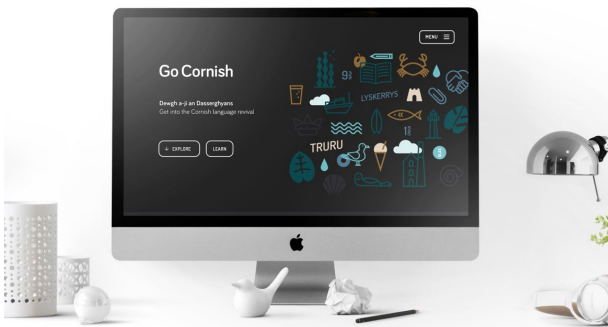 MENU
Go Cornish
Dewgh a-ji an Dasserghyans
Get into the Cornish language revival
EXPLORE
LEARN
LYSKERRYS
TRURU